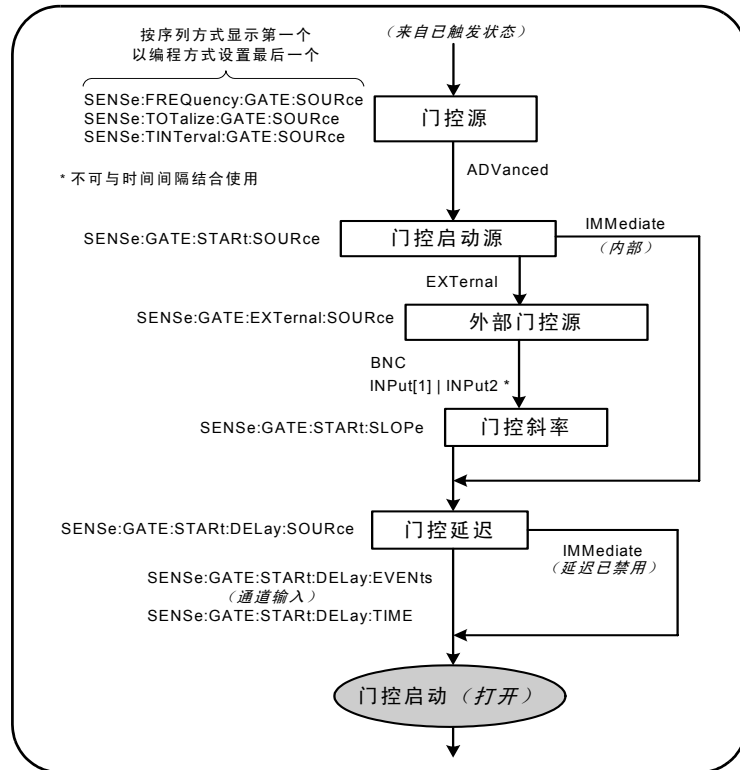 按序列方式显示第一个
以编程方式设置最后一个
（来自已触发状态）
SENSe:FREQuency:GATE:SOURce
SENSe:TOTalize:GATE:SOURce
SENSe:TINTerval:GATE:SOURce
门控源
* 不可与时间间隔结合使用
ADVanced
SENSe:GATE:STARt:SOURce
门控启动源
IMMediate
（内部）
EXTernal
SENSe:GATE:EXTernal:SOURce
外部门控源
BNC
INPut[1] | INPut2 *
SENSe:GATE:STARt:SLOPe
门控斜率
SENSe:GATE:STARt:DELay:SOURce
门控延迟
IMMediate
（延迟已禁用）
SENSe:GATE:STARt:DELay:EVENts
（通道输入）
SENSe:GATE:STARt:DELay:TIME
门控启动（打开）